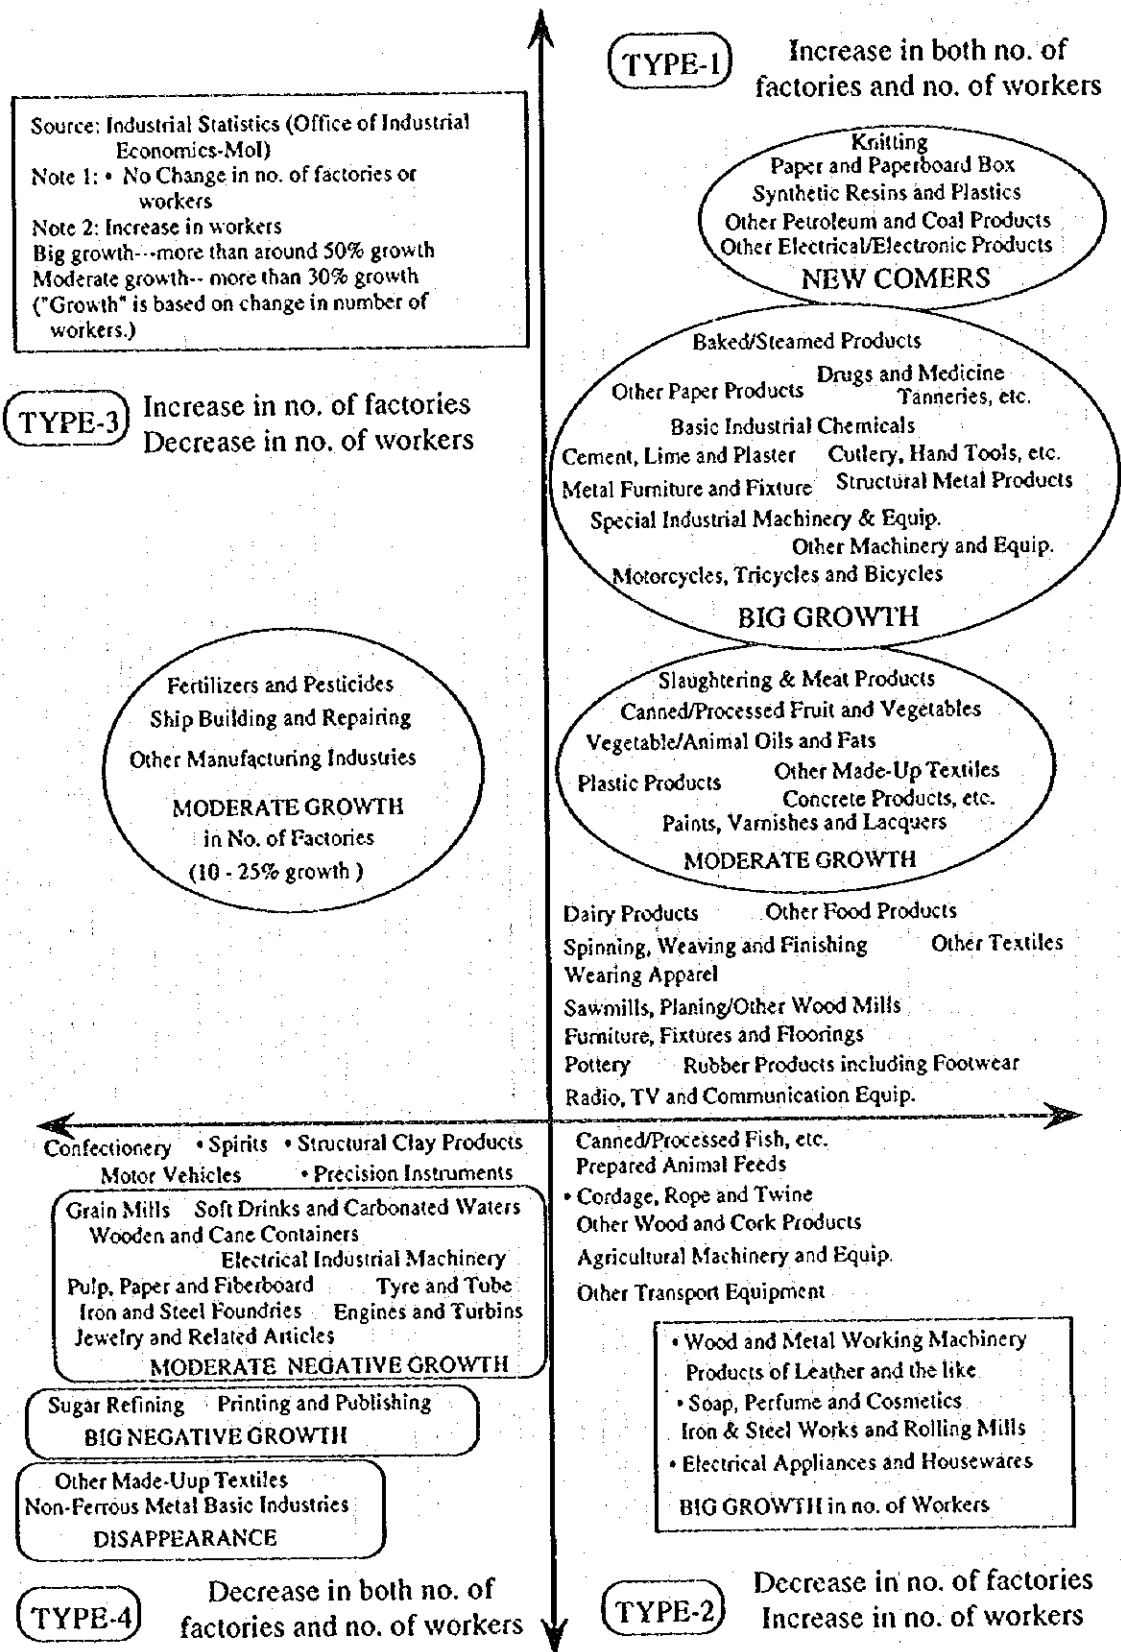 TYPE-1
Increase in both no. of
factories and no. of workers
Source: Industrial Statistics (Office of Industrial
Economics-MoI)
Note 1: • No Change in no. of factories or
workers
Note 2: Increase in workers
Big growth---more than around 50% growth
Moderate growth-- more than 30% growth
("Growth" is based on change in number of
workers.)
Knitting
Paper and Paperboard Box
Synthetic Resins and Plastics
Other Petroleum and Coal Products
Other Electrical/Electronic Products
NEW COMERS
Baked/Steamed Products
Other Paper Products
Drugs and Medicine
Tanneries, etc.
Basic Industrial Chemicals
Cement, Lime and Plaster Cutlery, Hand Tools, etc.
Metal Furniture and Fixture Structural Metal Products
Special Industrial Machinery & Equip.
Other Machinery and Equip.
Motorcycles, Tricycles and Bicycles
BIG GROWTH
TYPE-3
Increase in no. of factories
Decrease in no. of workers
Fertilizers and Pesticides
Ship Building and Repairing
Other Manufacturing Industries
MODERATE GROWTH
in No. of Factories
(10 - 25% growth )
Slaughtering & Meat Products
Canned/Processed Fruit and Vegetables
Vegetable/Animal Oils and Fats
Plastic Products Other Made-Up Textiles
Concrete Products, etc.
Paints, Varnishes and Lacquers
MODERATE GROWTH
Dairy Products Other Food Products
Spinning, Weaving and Finishing Other Textiles
Wearing Apparel
Sawmills, Planing/Other Wood Mills
Furniture, Fixtures and Floorings
Pottery Rubber Products including Footwear
Radio, TV and Communication Equip.
Confectionery • Spirits • Structural Clay Products
Motor Vehicles • Precision Instruments
Grain Mills Soft Drinks and Carbonated Waters
Wooden and Cane Containers
Electrical Industrial Machinery
Pulp, Paper and Fiberboard Tyre and Tube
Iron and Steel Foundries Engines and Turbins
Jewelry and Related Articles
MODERATE NEGATIVE GROWTH
Sugar Refining Printing and Publishing
BIG NEGATIVE GROWTH
Other Made-Uup Textiles
Non-Ferrous Metal Basic Industries
DISAPPEARANCE
TYPE-4
Decrease in both no. of
factories and no. of workers
Canned/Processed Fish, etc.
Prepared Animal Feeds
• Cordage, Rope and Twine
Other Wood and Cork Products
Agricultural Machinery and Equip.
Other Transport Equipment
• Wood and Metal Working Machinery
Products of Leather and the like
• Soap, Perfume and Cosmetics
Iron & Steel Works and Rolling Mills
• Electrical Appliances and Housewares
BIG GROWTH in no. of Workers
TYPE-2
Decrease in no. of factories
Increase in no. of workers